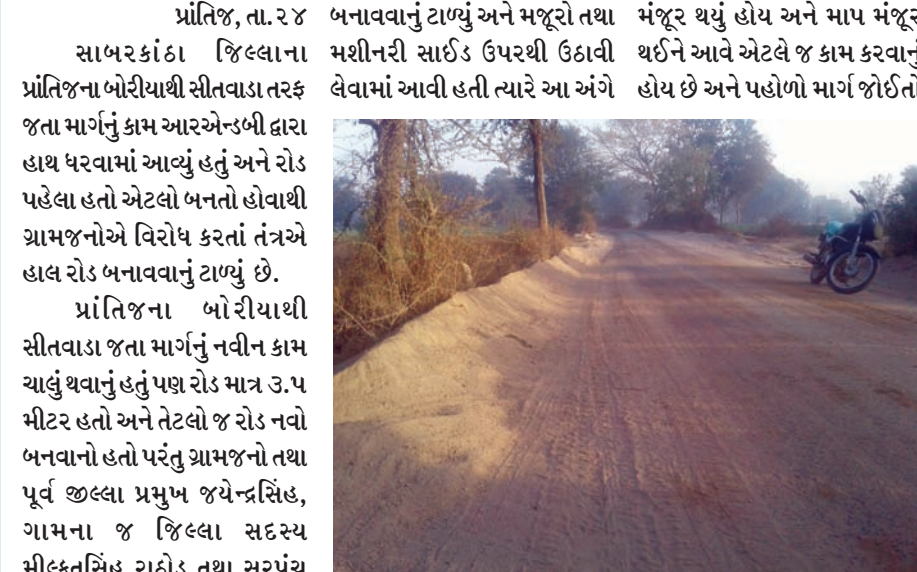 પ્રાંતિજ, તા.૨૪
સાબરકાંઠા જિલ્લાના
પ્રાંતિજના બોરીયાથી સીતવાડા તરફ
જતા માર્ગનું કામ આરએન્ડબી દ્વારા
હાથ ધરવામાં આવ્યું હતું અને રોડ
પહેલા હતો એટલો બનતો હોવાથી
ગ્રામજનોએ વિરોધ કરતાં તંત્રએ
હાલ રોડ બનાવવાનું ટાળ્યું છે.
પ્રાંતિજના બોરીયાથી
સીતવાડા જતા માર્ગનું નવીન કામ
ચાલું થવાનું હતું પણ રોડ માત્ર ૩.૫
મીટર હતો અને તેટલો જ રોડ નવો
બનવાનો હતો પરંતુ ગ્રામજનો તથા
પૂર્વ જીલ્લા પ્રમુખ જયેન્દ્રસિંહ,
ગામના જ જિલ્લા સદસ્ય
મીલ્કતસિંહ રાઠોડ તથા સરપંચ
બનાવવાનું ટાળ્યું અને મજૂરો તથા
મશીનરી સાઈડ ઉપરથી ઉઠાવી
લેવામાં આવી હતી ત્યારે આ અંગે
મંજૂર થયું હોય અને માપ મંજૂર
થઈને આવે એટલે જ કામ કરવાનું
હોય છે અને પહોળો માર્ગ જોઈતો